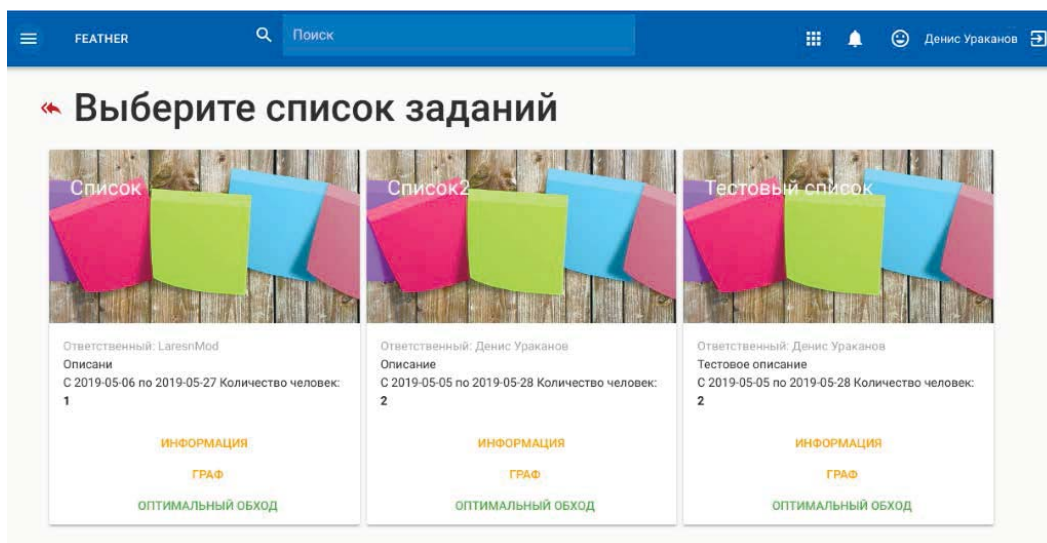 FEATHER Поиск Денис Ураканов
Выберите список заданий
Список
Ответственный: LaresnMod
Описани
С 2019-05-06 по 2019-05-27 Количество человек:
1
ИНФОРМАЦИЯ
ГРАФ
ОПТИМАЛЬНЫЙ ОБХОД
Список2
Ответственный: Денис Ураканов
Описание
С 2019-05-05 по 2019-05-28 Количество человек:
2
ИНФОРМАЦИЯ
ГРАФ
ОПТИМАЛЬНЫЙ ОБХОД
Тестовый список
Ответственный: Денис Ураканов
Тестовое описание
С 2019-05-05 по 2019-05-28 Количество человек:
2
ИНФОРМАЦИЯ
ГРАФ
ОПТИМАЛЬНЫЙ ОБХОД